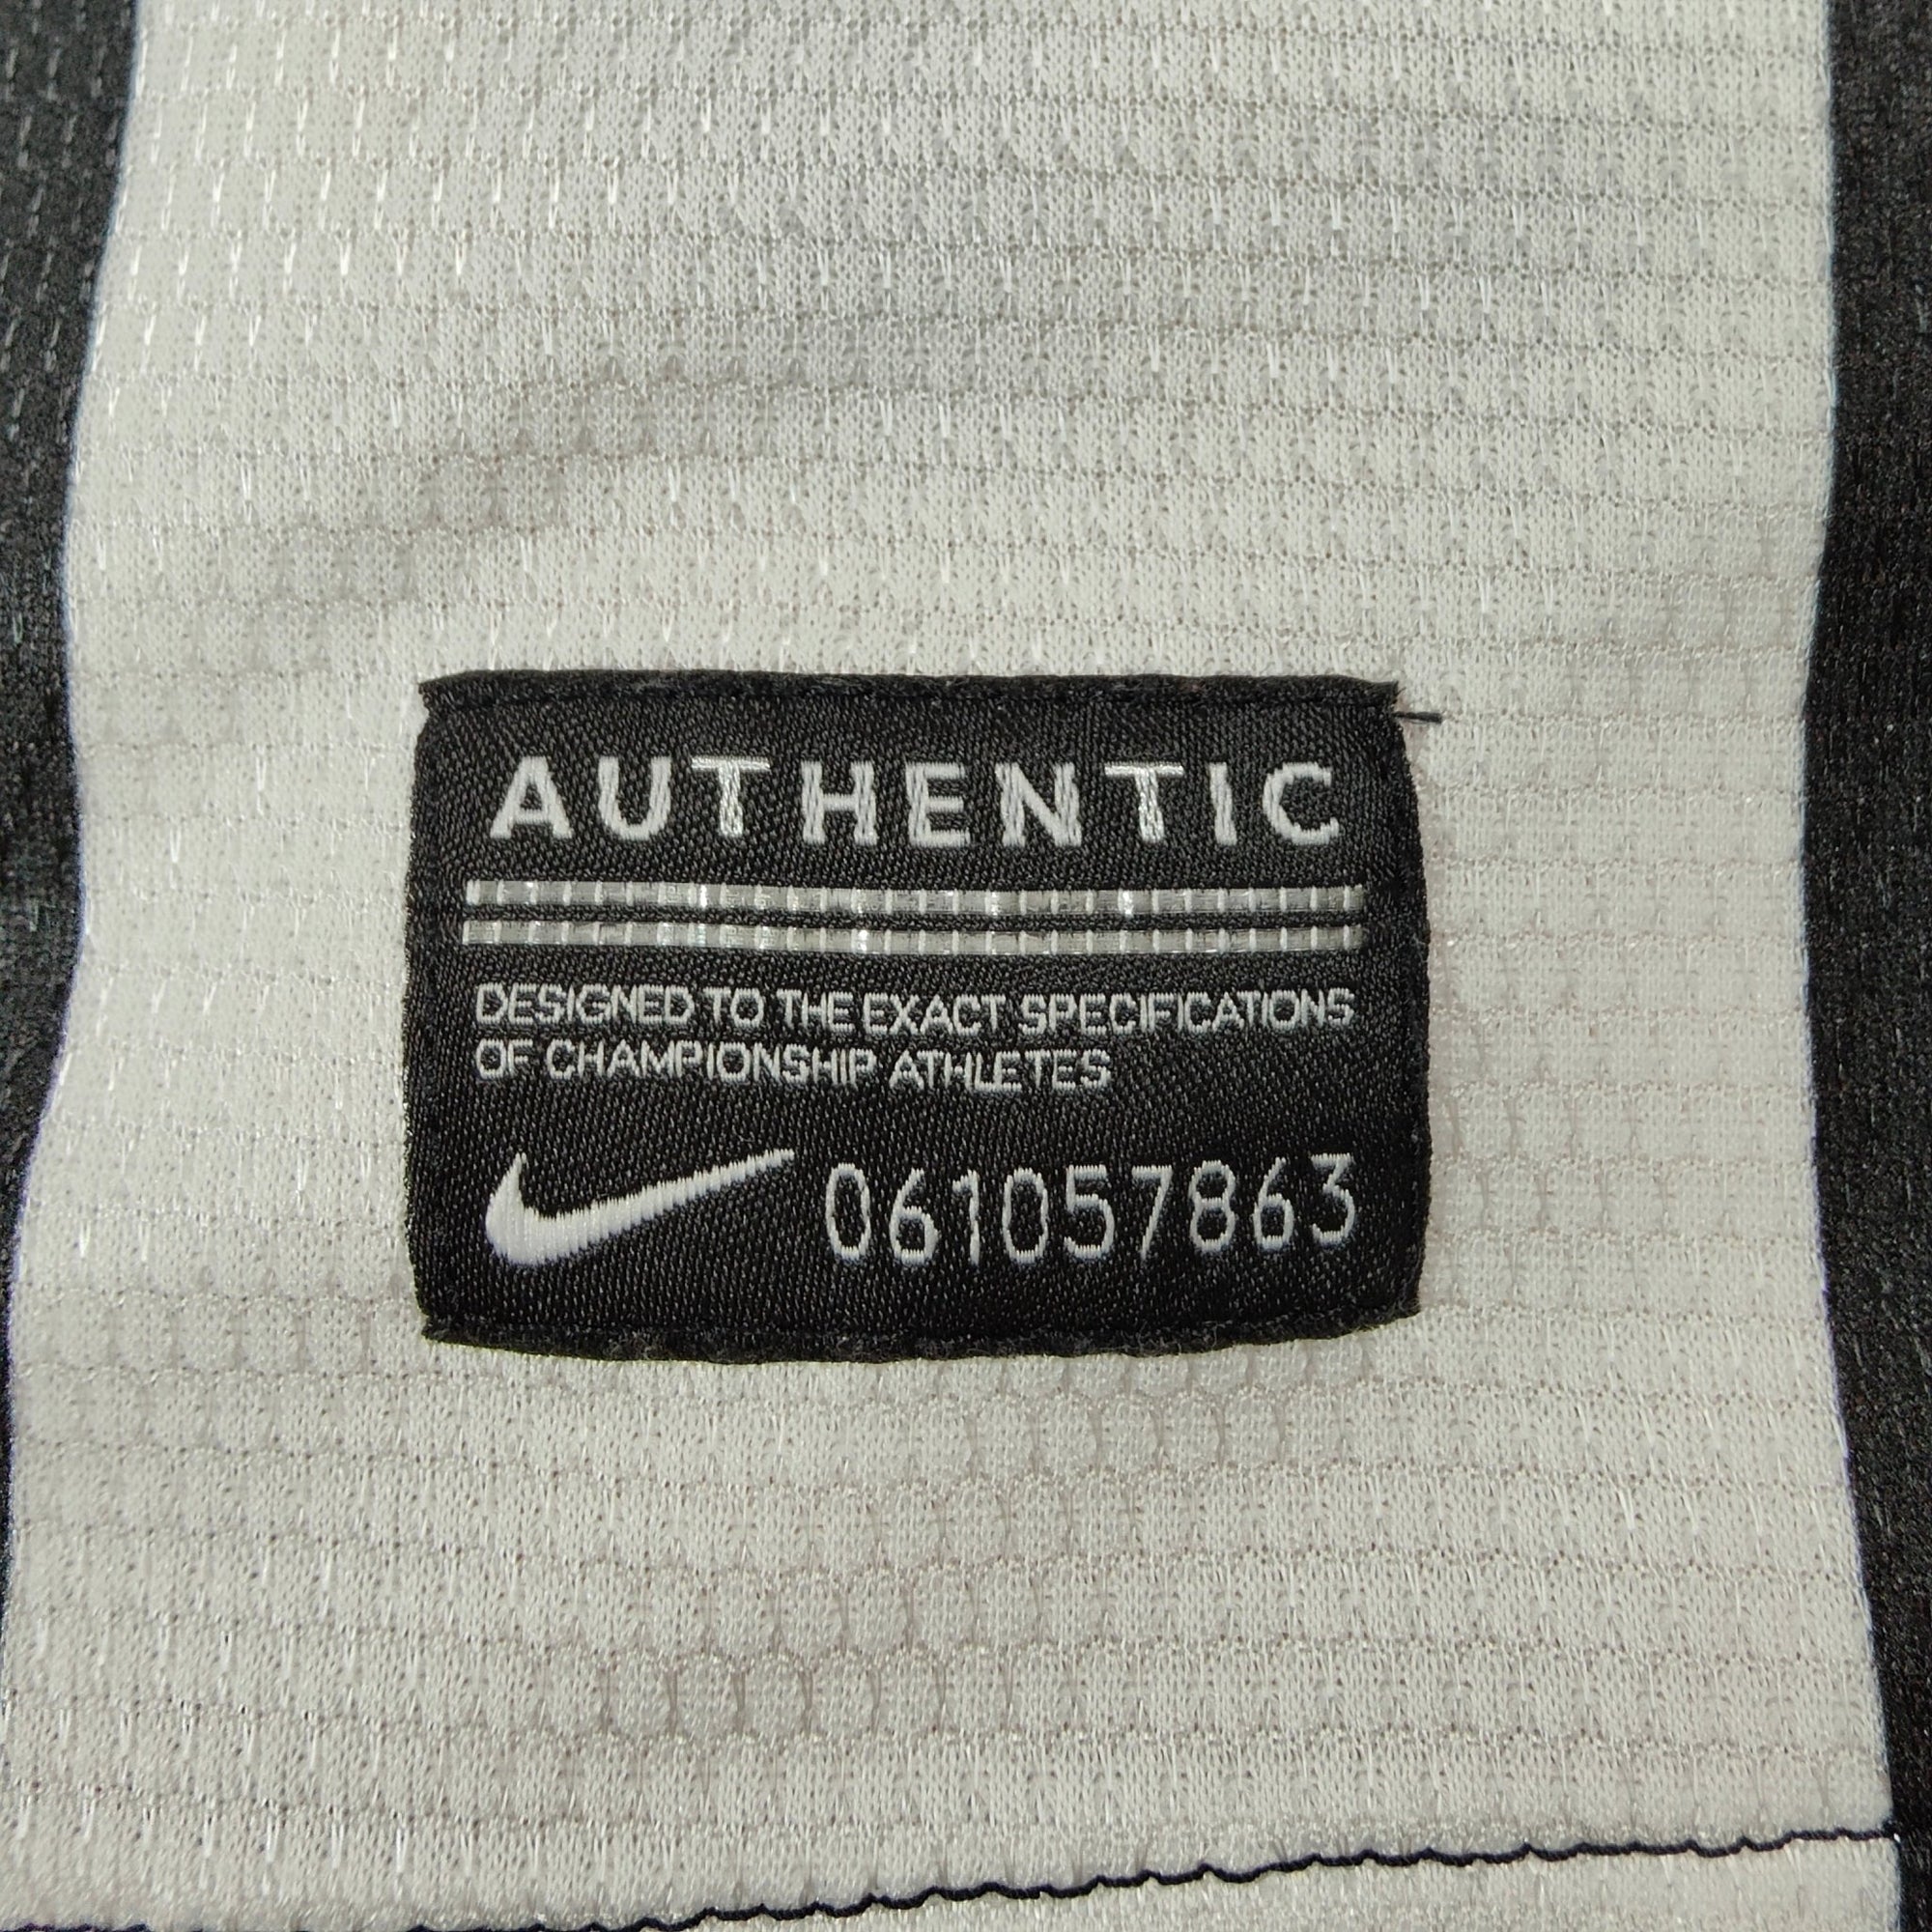 AUTHENTIC
DESIGNED TO THE EXACT SPECIFICATIONS
OF CHAMPIONSHIP ATHLETES
061057863